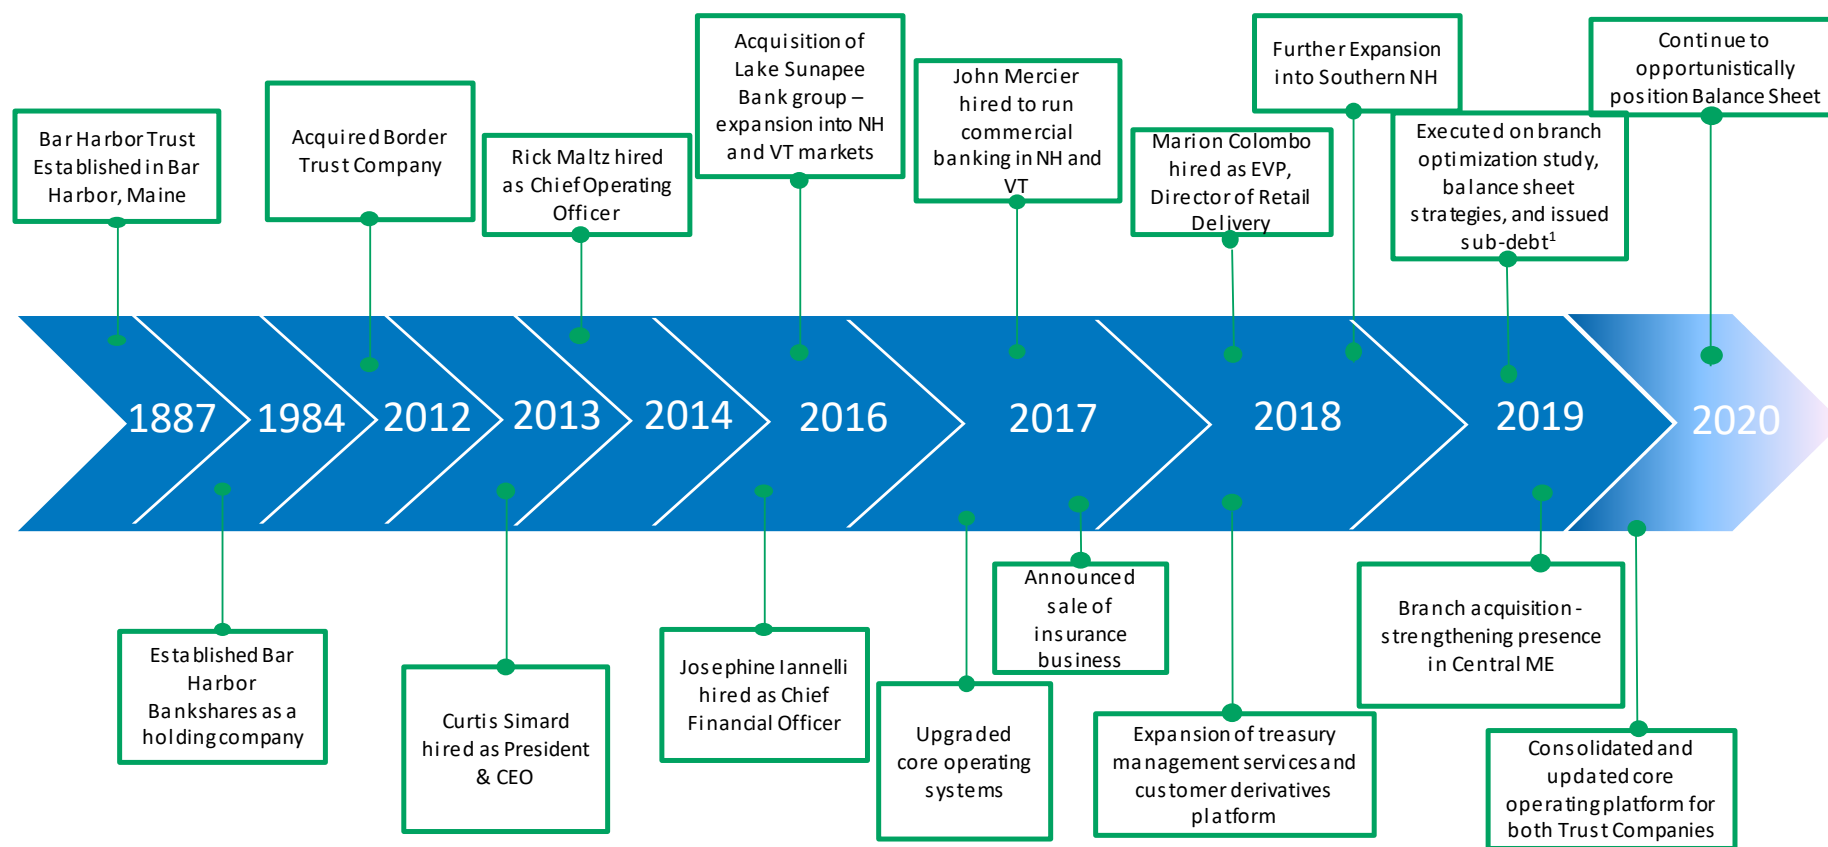 Bar Harbor Trust
Established in Bar
Harbor, Maine
Acquired Border
Trust Company
Rick Maltz hired
as Chief Operating
Officer
Acquisition of
Lake Sunapee
Bank group –
expansion into NH
and VT markets
John Mercier
hired to run
commercial
banking in NH and
VT
Marion Colombo
hired as EVP,
Director of Retail
Delivery
Further Expansion
into Southern NH
Executed on branch
optimization study,
balance sheet
strategies, and issued
sub-debt¹
Continue to
opportunistically
position Balance Sheet
1887
1984
2012
2013
2014
2016
2017
2018
2019
2020
Established Bar
Harbor
Bankshares as a
holding company
Curtis Simard
hired as President
& CEO
Josephine Iannelli
hired as Chief
Financial Officer
Upgraded
core operating
systems
Announced
sale of
insurance
business
Expansion of treasury
management services and
customer derivatives
platform
Branch acquisition -
strengthening presence
in Central ME
Consolidated and
updated core
operating platform for
both Trust Companies